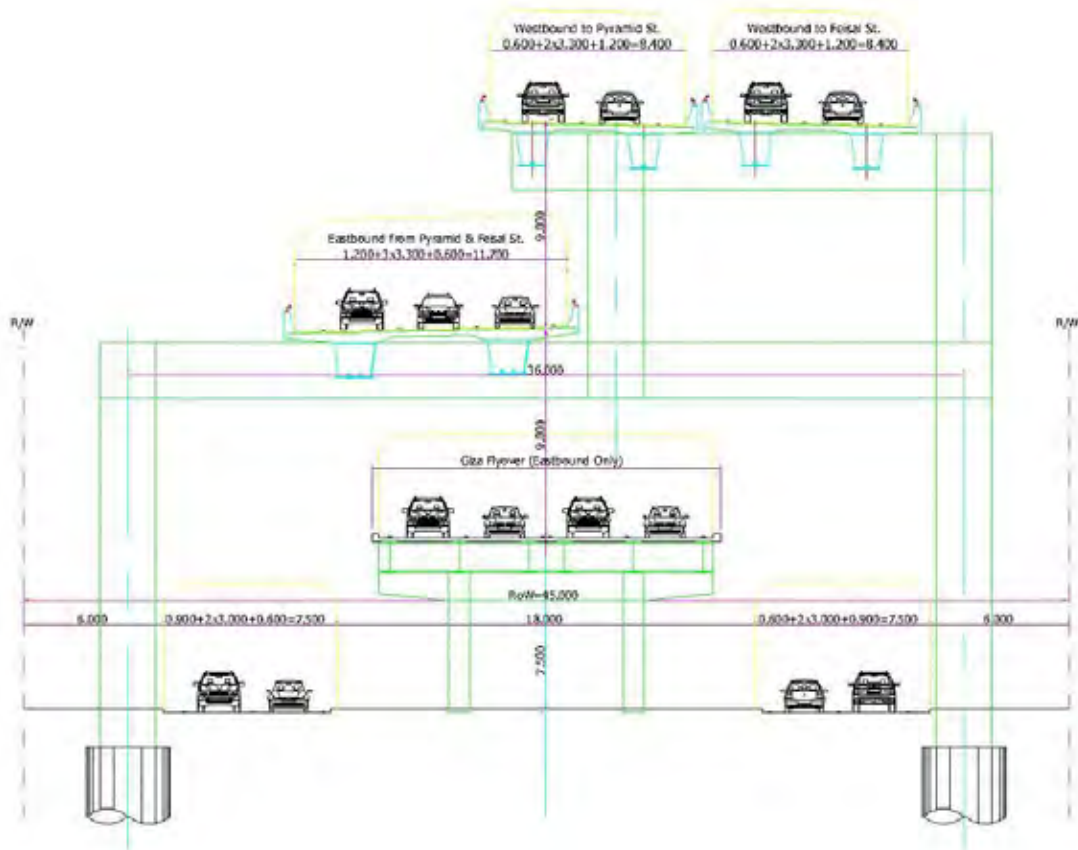 Westbound to Pyramid St.
0.600+2x3.300+1.200=8.400
Westbound to Feisal St.
0.600+2x3.300+1.200=8.400
9.000
Eastbound from Pyramid & Feisal St.
1.200+3x3.300+0.600=11.700
R/W
R/W
36.000
9.000
Giza Flyover (Eastbound Only)
RoW=45.000
6.000
0.900+2x3.000+0.600=7.500
18.000
0.600+2x3.000+0.900=7.500
6.000
7.500